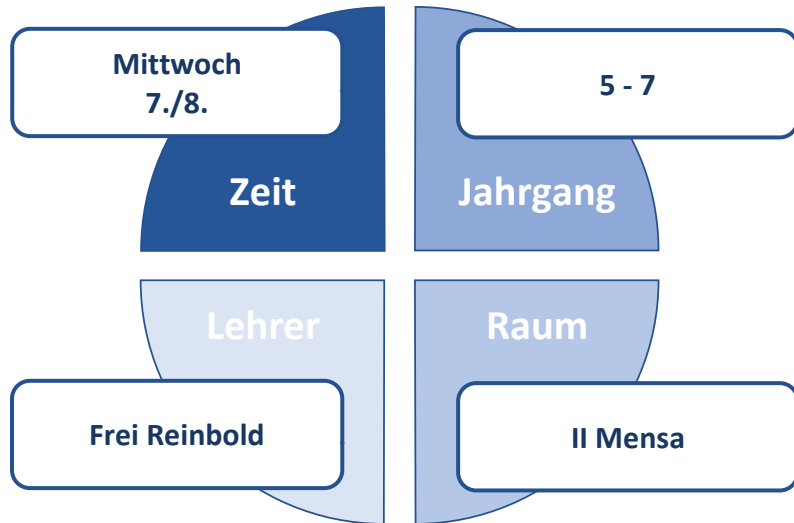 Mittwoch
7./8.
5 - 7
Zeit
Jahrgang
Lehrer
Raum
Frei Reinbold
II Mensa